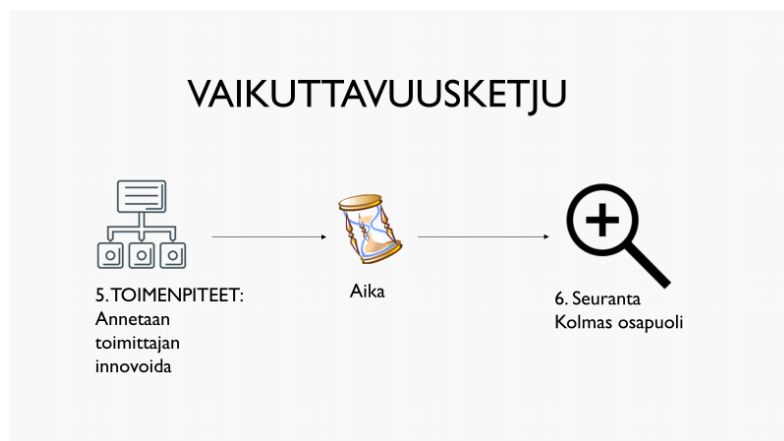 VAIKUTTAVUUSKETJU
5. TOIMENPITEET:
Annetaan
toimittajan
innovoida
Aika
6. Seuranta
Kolmas osapuoli